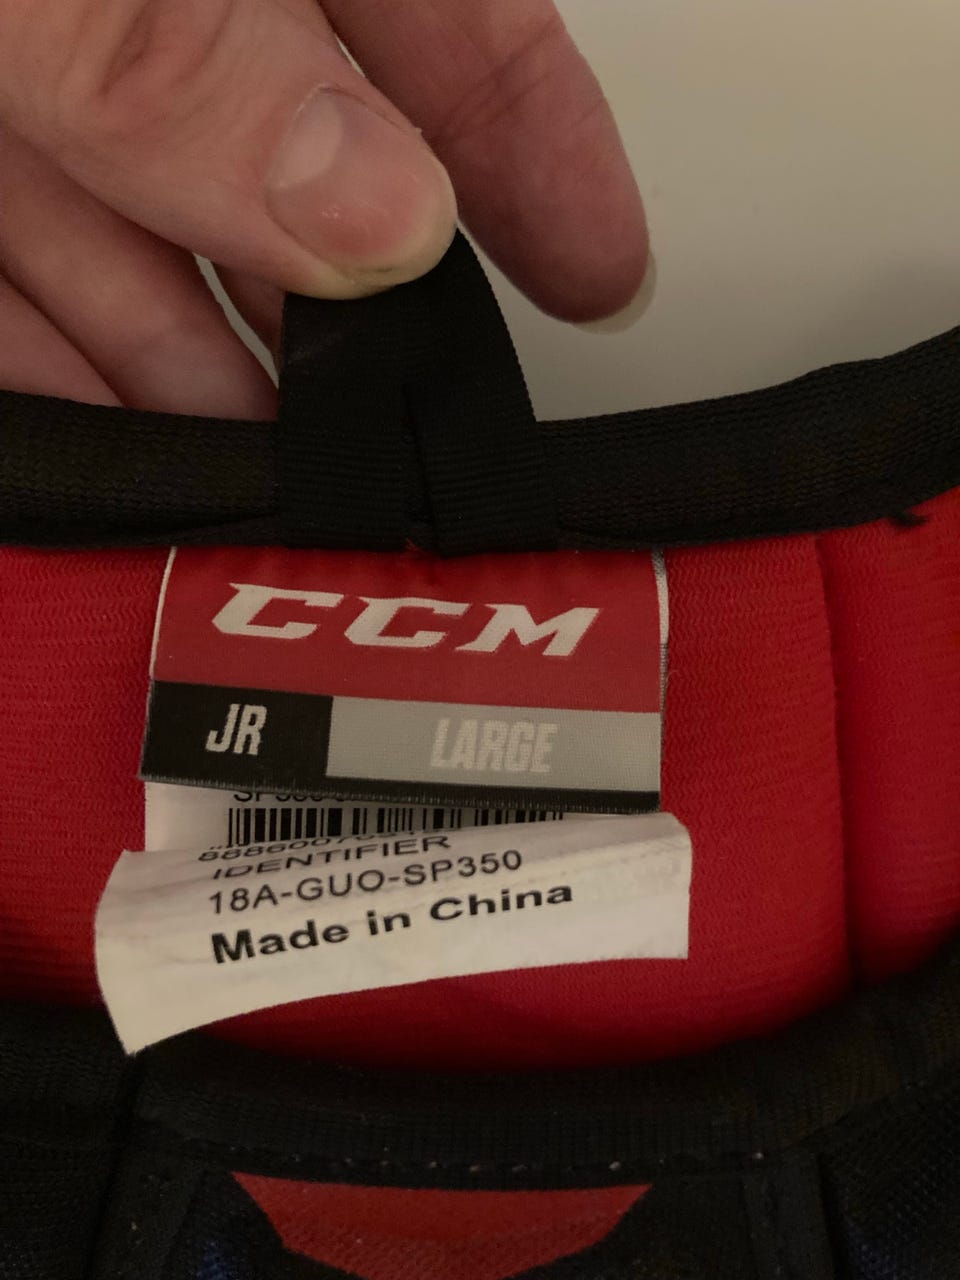 CCM
JR LARGE
IDENTIFIER
18A-GUO-SP350
Made in China